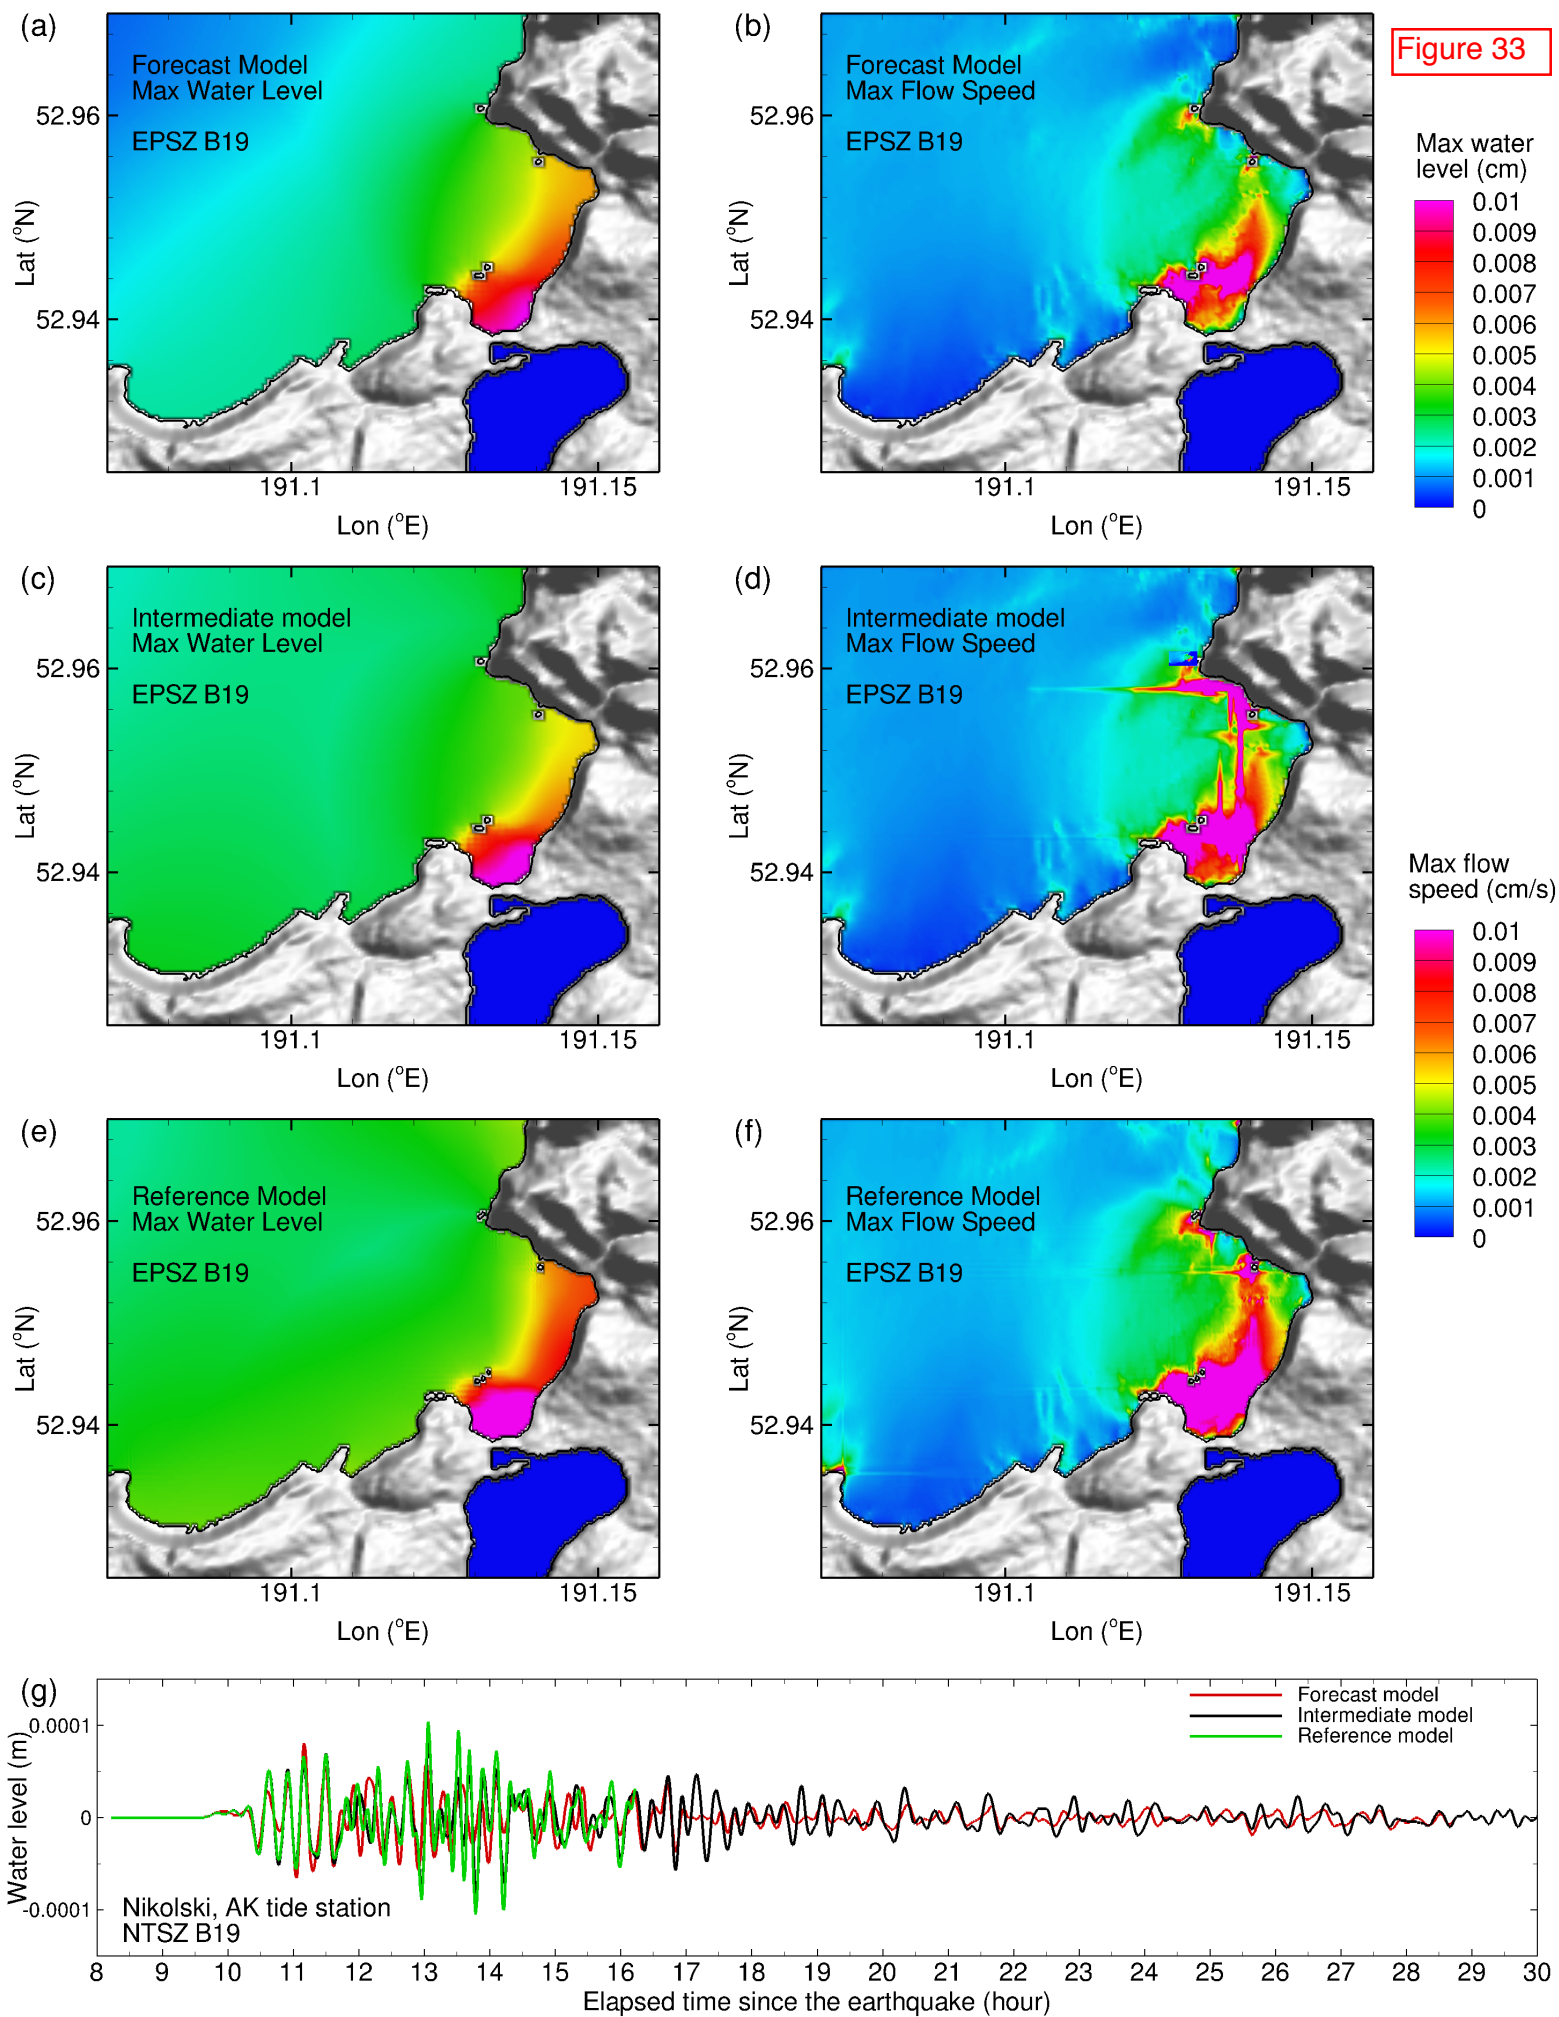 (a)
Forecast Model
Max Water Level
EPSZ B19
52.96
52.94
Lat (°N)
191.1
191.15
Lon (°E)
(b)
Forecast Model
Max Flow Speed
EPSZ B19
52.96
52.94
Lat (°N)
191.1
191.15
Lon (°E)
Figure 33
Max water
level (cm)
0.01
0.009
0.008
0.007
0.006
0.005
0.004
0.003
0.002
0.001
0
(c)
Intermediate model
Max Water Level
EPSZ B19
52.96
52.94
Lat (°N)
191.1
191.15
Lon (°E)
(d)
Intermediate model
Max Flow Speed
EPSZ B19
52.96
52.94
Lat (°N)
191.1
191.15
Lon (°E)
Max flow
speed (cm/s)
0.01
0.009
0.008
0.007
0.006
0.005
0.004
0.003
0.002
0.001
0
(e)
Reference Model
Max Water Level
EPSZ B19
52.96
52.94
Lat (°N)
191.1
191.15
Lon (°E)
(f)
Reference Model
Max Flow Speed
EPSZ B19
52.96
52.94
Lat (°N)
191.1
191.15
Lon (°E)
(g)
Forecast model
Intermediate model
Reference model
0.0001
0
-0.0001
Water level (m)
Nikolski, AK tide station
NTSZ B19
8 9 10 11 12 13 14 15 16 17 18 19 20 21 22 23 24 25 26 27 28 29 30
Elapsed time since the earthquake (hour)